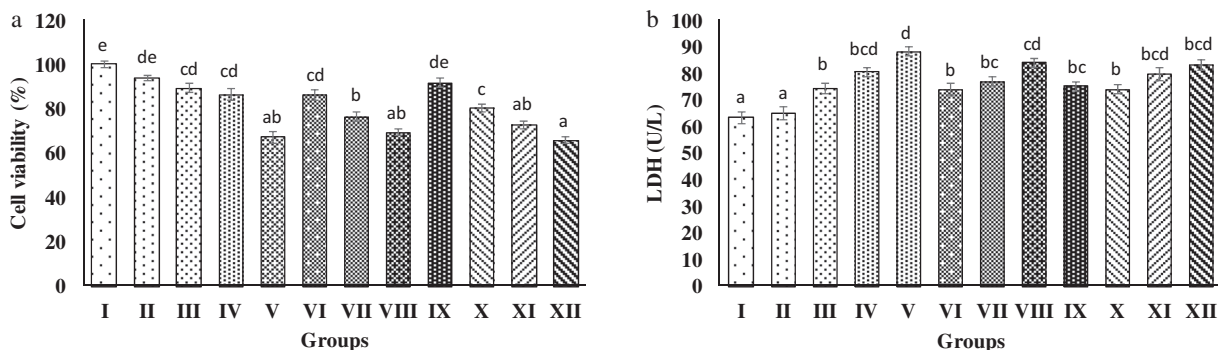 a
120
100
80
60
40
20
0
Cell viability (%)
e
de
cd
cd
ab
cd
b
ab
de
c
ab
a
I II III IV V VI VII VIII IX X XI XII
Groups
b
100
90
80
70
60
50
40
30
20
10
0
LDH (U/L)
a
a
b
bcd
d
b
bc
cd
bc
b
bcd
bcd
I II III IV V VI VII VIII IX X XI XII
Groups